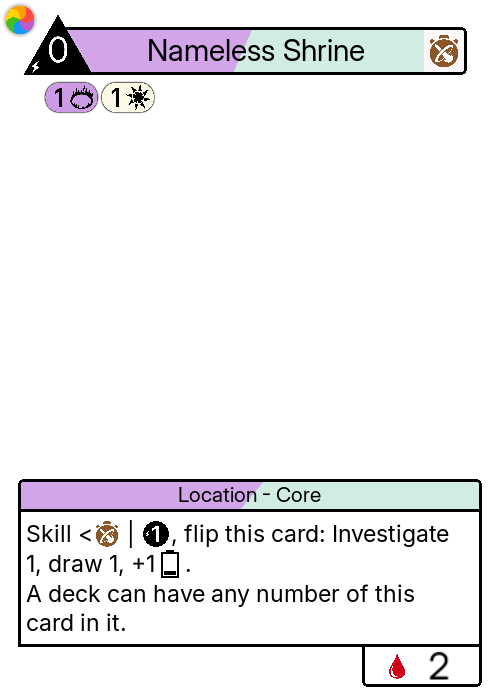 0
Nameless Shrine
1 1
Location - Core
Skill < | 1, flip this card: Investigate
1, draw 1, +1 .
A deck can have any number of this
card in it.
2